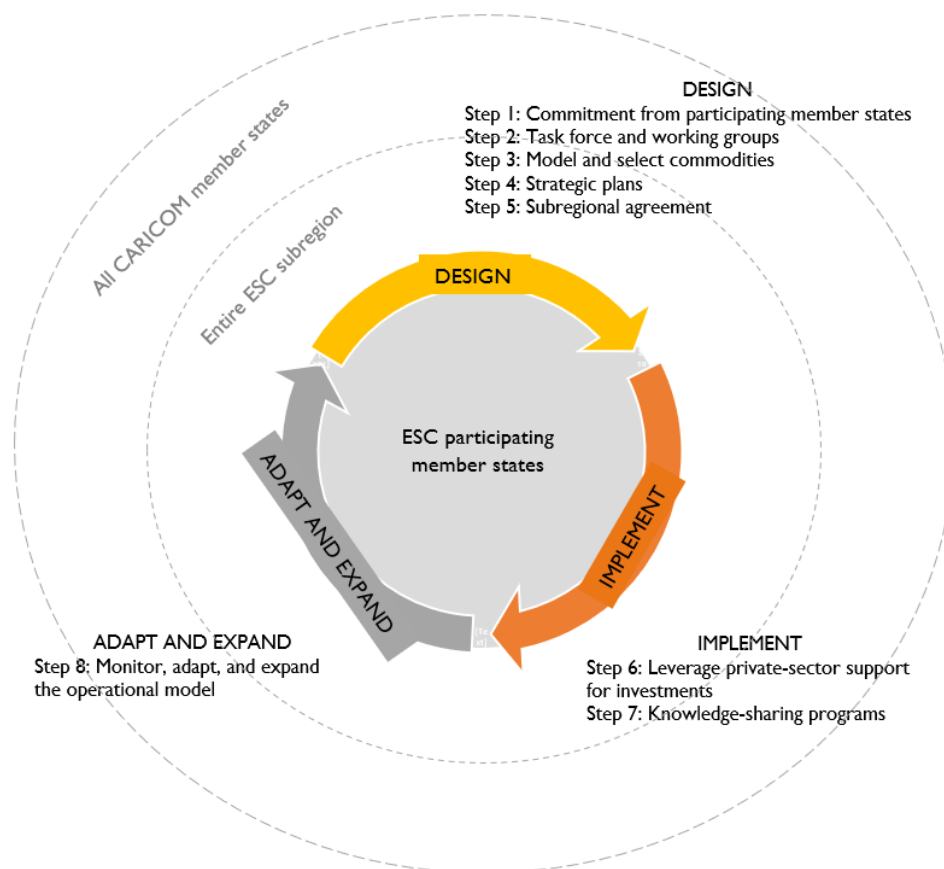 DESIGN
Step 1: Commitment from participating member states
Step 2: Task force and working groups
Step 3: Model and select commodities
Step 4: Strategic plans
Step 5: Subregional agreement
All CARICOM member states
Entire ESC subregion
DESIGN
ESC participating
member states
IMPLEMENT
ADAPT AND EXPAND
[Te
xt]
ADAPT AND EXPAND
Step 8: Monitor, adapt, and expand
the operational model
IMPLEMENT
Step 6: Leverage private-sector support
for investments
Step 7: Knowledge-sharing programs